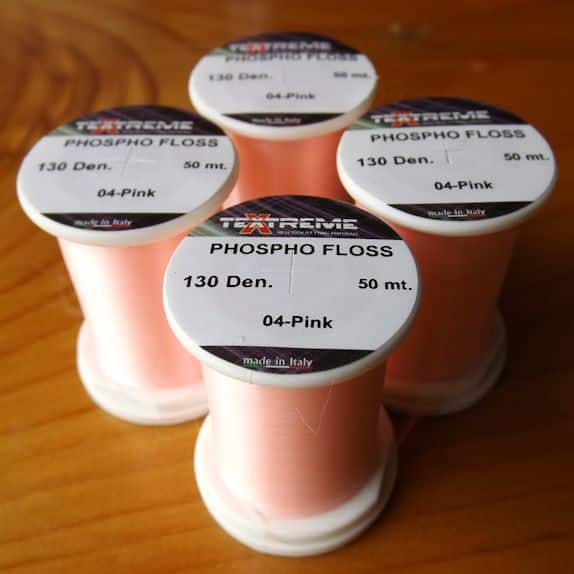 TEXTREME
PHOSPHO FLOSS
130 Den. 50 mt.
04-Pink
TEXTREME
PHOSPHO FLOSS
130 Den. 50 mt.
04-Pink
made in Italy
TEXTREME
PHOSPHO FLOSS
130 Den. 50 mt.
04-Pink
made in Italy
TEXTREME
PHOSPHO FLOSS
130 Den. 50 mt.
04-Pink
made in Italy